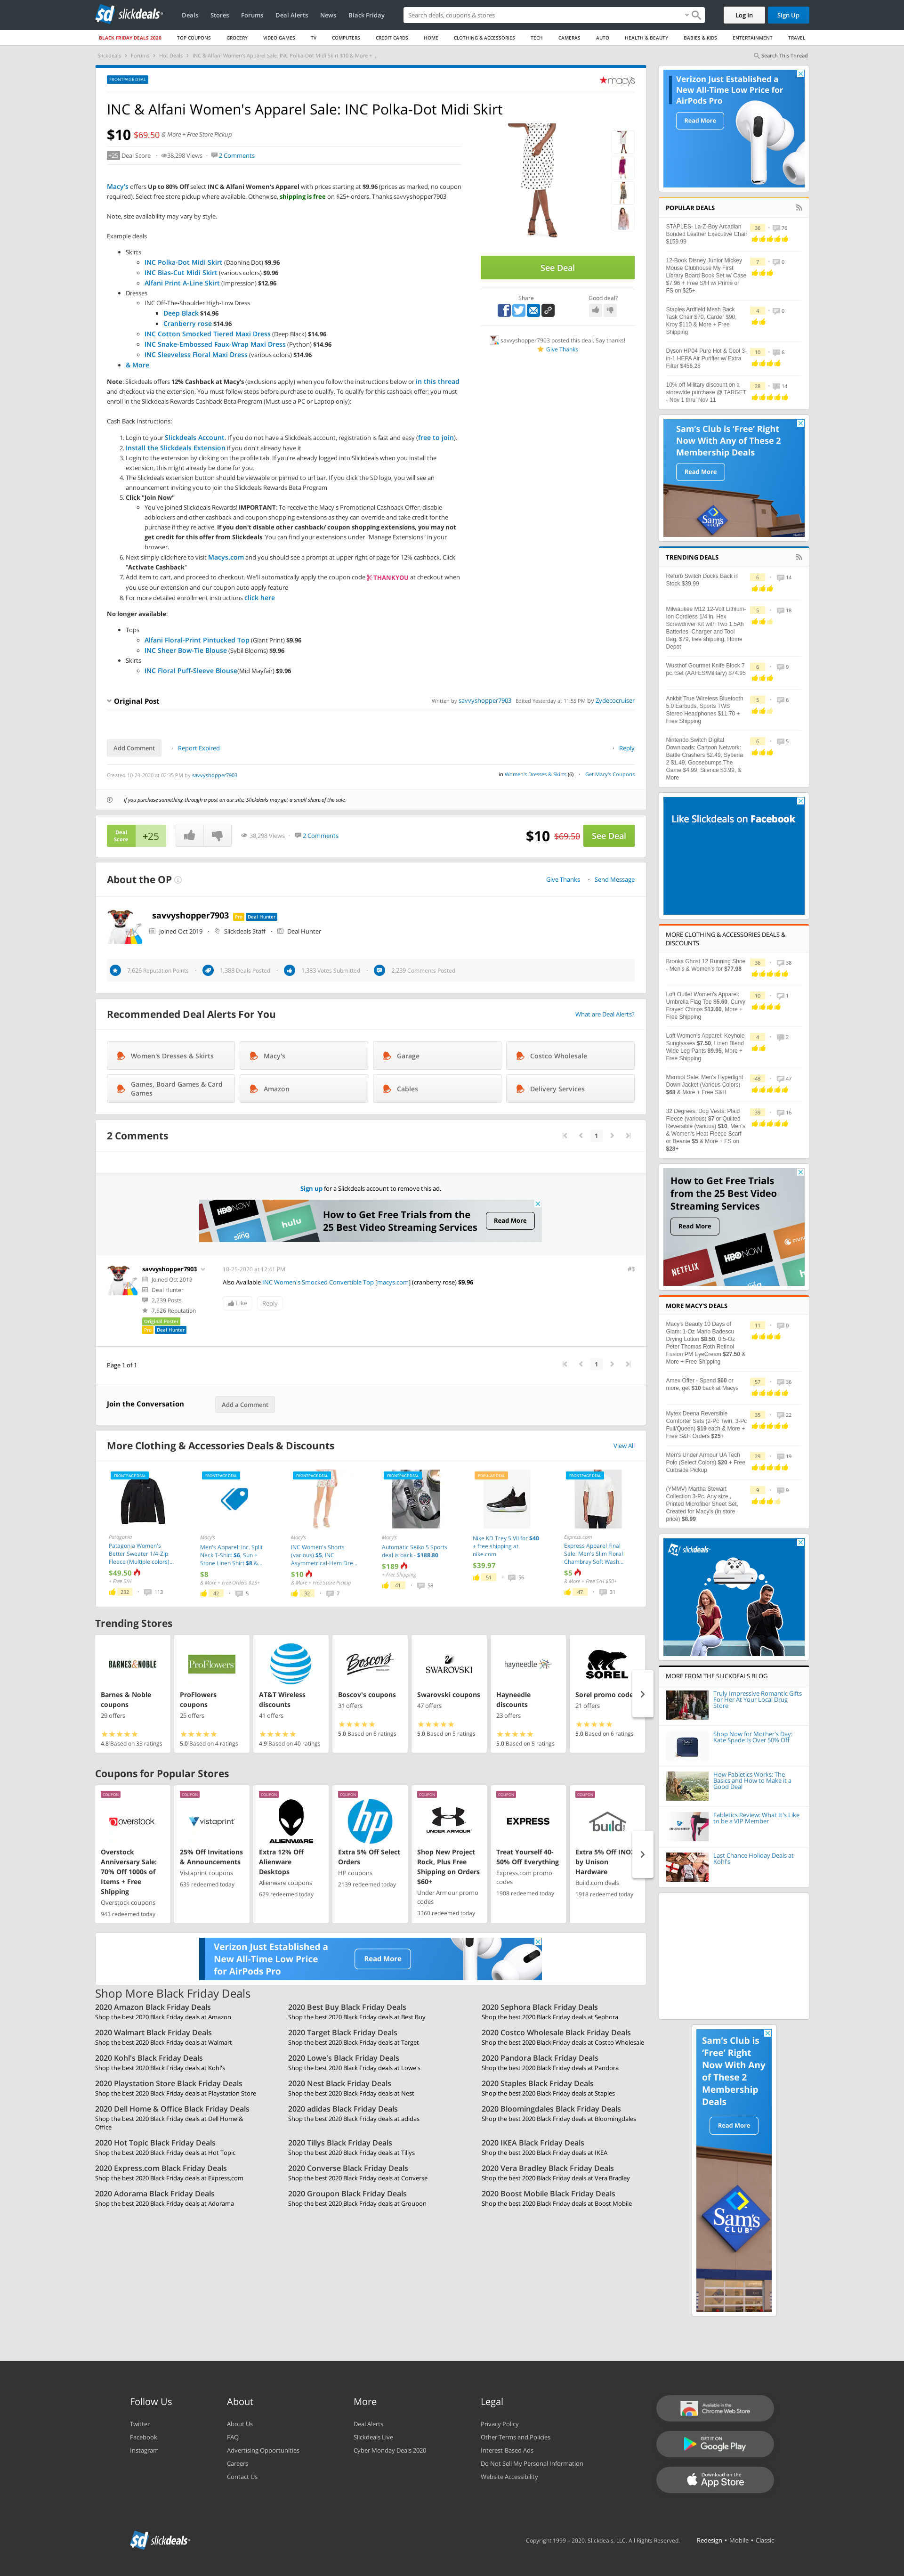 slickdeals
Deals Stores Forums Deal Alerts News Black Friday
Search deals, coupons & stores
Log In Sign Up
BLACK FRIDAY DEALS 2020 TOP COUPONS GROCERY VIDEO GAMES TV COMPUTERS CREDIT CARDS HOME CLOTHING & ACCESSORIES TECH CAMERAS AUTO HEALTH & BEAUTY BABIES & KIDS ENTERTAINMENT TRAVEL
Slickdeals > Forums > Hot Deals > INC & Alfani Women's Apparel Sale: INC Polka-Dot Midi Skirt $10 & More + ...
Search This Thread
FRONTPAGE DEAL
macys
INC & Alfani Women's Apparel Sale: INC Polka-Dot Midi Skirt
$10 $69.50 & More + Free Store Pickup
+25 Deal Score 38,298 Views 2 Comments
Macy's offers Up to 80% Off select INC & Alfani Women's Apparel with prices starting at $9.96 (prices as marked, no coupon
required). Select free store pickup where available. Otherwise, shipping is free on $25+ orders. Thanks savvyshopper7903
Note, size availability may vary by style.
Example deals
Skirts
INC Polka-Dot Midi Skirt (Daohine Dot) $9.96
INC Bias-Cut Midi Skirt (various colors) $9.96
Alfani Print A-Line Skirt (Impression) $12.96
Dresses
INC Off-The-Shoulder High-Low Dress
Deep Black $14.96
Cranberry rose $14.96
INC Cotton Smocked Tiered Maxi Dress (Deep Black) $14.96
INC Snake-Embossed Faux-Wrap Maxi Dress (Python) $14.96
INC Sleeveless Floral Maxi Dress (various colors) $14.96
& More
Note: Slickdeals offers 12% Cashback at Macy's (exclusions apply) when you follow the instructions below or in this thread
and checkout via the extension. You must follow steps before purchase to qualify. For this cashback offer, you must
enroll in the Slickdeals Rewards Cashback Beta Program (Must use a PC or Laptop only):
Cash Back Instructions:
1. Login to your Slickdeals Account. If you do not have a Slickdeals account, registration is fast and easy (free to join).
2. Install the Slickdeals Extension if you don't already have it
3. Login to the extension by clicking on the profile tab. If you're already logged into Slickdeals when you install the
extension, this might already be done for you.
4. The Slickdeals extension button should be viewable or pinned to url bar. If you click the SD logo, you will see an
announcement inviting you to join the Slickdeals Rewards Beta Program
5. Click "Join Now"
You've joined Slickdeals Rewards! IMPORTANT: To receive the Macy's Promotional Cashback Offer, disable
adblockers and other cashback and coupon shopping extensions as they can override and take credit for the
purchase if they're active. If you don't disable other cashback/ coupon shopping extensions, you may not
get credit for this offer from Slickdeals. You can find your extensions under "Manage Extensions" in your
browser.
6. Next simply click here to visit Macys.com and you should see a prompt at upper right of page for 12% cashback. Click
"Activate Cashback"
7. Add item to cart, and proceed to checkout. We'll automatically apply the coupon code THANKYOU at checkout when
you use our extension and our coupon auto apply feature
8. For more detailed enrollment instructions click here
No longer available:
Tops
Alfani Floral-Print Pintucked Top (Giant Print) $9.96
INC Sheer Bow-Tie Blouse (Sybil Blooms) $9.96
Skirts
INC Floral Puff-Sleeve Blouse(Mid Mayfair) $9.96
See Deal
Share Good deal?
savvyshopper7903 posted this deal. Say thanks!
Give Thanks
Original Post Written by savvyshopper7903 Edited Yesterday at 11:55 PM by Zydecocruiser
Add Comment Report Expired Reply
Created 10-23-2020 at 02:35 PM by savvyshopper7903 in Women's Dresses & Skirts (6) Get Macy's Coupons
If you purchase something through a post on our site, Slickdeals may get a small share of the sale.
Deal Score +25 38,298 Views 2 Comments $10 $69.50 See Deal
About the OP Give Thanks Send Message
savvyshopper7903 Pro Deal Hunter
Joined Oct 2019 Slickdeals Staff Deal Hunter
7,626 Reputation Points 1,388 Deals Posted 1,383 Votes Submitted 2,239 Comments Posted
Recommended Deal Alerts For You What are Deal Alerts?
Women's Dresses & Skirts Macy's Garage Costco Wholesale
Games, Board Games & Card Games Amazon Cables Delivery Services
2 Comments 1
Sign up for a Slickdeals account to remove this ad.
HBO NOW sling hulu How to Get Free Trials from the
25 Best Video Streaming Services Read More
savvyshopper7903 10-25-2020 at 12:41 PM #3
Joined Oct 2019
Deal Hunter
2,239 Posts
7,626 Reputation
Original Poster
Pro Deal Hunter
Also Available INC Women's Smocked Convertible Top [macys.com] (cranberry rose) $9.96
Like Reply
Page 1 of 1 1
Join the Conversation Add a Comment
More Clothing & Accessories Deals & Discounts View All
FRONTPAGE DEAL
Patagonia
Patagonia Women's
Better Sweater 1/4-Zip
Fleece (Multiple colors)...
$49.50
+ Free S/H
232 113
FRONTPAGE DEAL
Macy's
Men's Apparel: Inc. Split
Neck T-Shirt $6, Sun +
Stone Linen Shirt $8 &...
$8
& More + Free Orders $25+
42 5
FRONTPAGE DEAL
Macy's
INC Women's Shorts
(various) $5, INC
Asymmetrical-Hem Dre...
$10
& More + Free Store Pickup
32 7
FRONTPAGE DEAL
Macy's
Automatic Seiko 5 Sports
deal is back - $188.80
$189
+ Free Shipping
41 58
POPULAR DEAL
Nike KD Trey 5 VII for $40
+ free shipping at
nike.com
$39.97
51 56
FRONTPAGE DEAL
Express.com
Express Apparel Final
Sale: Men's Slim Floral
Chambray Soft Wash...
$5
& More + Free S/H $50+
47 31
Trending Stores
BARNES&NOBLE
Barnes & Noble
coupons
29 offers
4.8 Based on 33 ratings
ProFlowers
ProFlowers
coupons
25 offers
5.0 Based on 4 ratings
AT&T Wireless
discounts
41 offers
4.9 Based on 40 ratings
Boscov's
Boscov's coupons
31 offers
5.0 Based on 6 ratings
SWAROVSKI
Swarovski coupons
47 offers
5.0 Based on 5 ratings
hayneedle
Hayneedle
discounts
23 offers
5.0 Based on 5 ratings
SOREL
Sorel promo code
21 offers
5.0 Based on 6 ratings
Coupons for Popular Stores
COUPON
overstock
Overstock
Anniversary Sale:
70% Off 1000s of
Items + Free
Shipping
Overstock coupons
943 redeemed today
COUPON
vistaprint
25% Off Invitations
& Announcements
Vistaprint coupons
639 redeemed today
COUPON
ALIENWARE
Extra 12% Off
Alienware
Desktops
Alienware coupons
629 redeemed today
COUPON
hp
Extra 5% Off Select
Orders
HP coupons
2139 redeemed today
COUPON
UNDER ARMOUR
Shop New Project
Rock, Plus Free
Shipping on Orders
$60+
Under Armour promo
codes
3360 redeemed today
COUPON
EXPRESS
Treat Yourself 40-
50% Off Everything
Express.com promo
codes
1908 redeemed today
COUPON
build
Extra 5% Off INOX
by Unison
Hardware
Build.com deals
1918 redeemed today
Verizon Just Established a
New All-Time Low Price
for AirPods Pro
Read More
Shop More Black Friday Deals
2020 Amazon Black Friday Deals
Shop the best 2020 Black Friday deals at Amazon
2020 Best Buy Black Friday Deals
Shop the best 2020 Black Friday deals at Best Buy
2020 Sephora Black Friday Deals
Shop the best 2020 Black Friday deals at Sephora
2020 Walmart Black Friday Deals
Shop the best 2020 Black Friday deals at Walmart
2020 Target Black Friday Deals
Shop the best 2020 Black Friday deals at Target
2020 Costco Wholesale Black Friday Deals
Shop the best 2020 Black Friday deals at Costco Wholesale
2020 Kohl's Black Friday Deals
Shop the best 2020 Black Friday deals at Kohl's
2020 Lowe's Black Friday Deals
Shop the best 2020 Black Friday deals at Lowe's
2020 Pandora Black Friday Deals
Shop the best 2020 Black Friday deals at Pandora
2020 Playstation Store Black Friday Deals
Shop the best 2020 Black Friday deals at Playstation Store
2020 Nest Black Friday Deals
Shop the best 2020 Black Friday deals at Nest
2020 Staples Black Friday Deals
Shop the best 2020 Black Friday deals at Staples
2020 Dell Home & Office Black Friday Deals
Shop the best 2020 Black Friday deals at Dell Home &
Office
2020 adidas Black Friday Deals
Shop the best 2020 Black Friday deals at adidas
2020 Bloomingdales Black Friday Deals
Shop the best 2020 Black Friday deals at Bloomingdales
2020 Hot Topic Black Friday Deals
Shop the best 2020 Black Friday deals at Hot Topic
2020 Tillys Black Friday Deals
Shop the best 2020 Black Friday deals at Tillys
2020 IKEA Black Friday Deals
Shop the best 2020 Black Friday deals at IKEA
2020 Express.com Black Friday Deals
Shop the best 2020 Black Friday deals at Express.com
2020 Converse Black Friday Deals
Shop the best 2020 Black Friday deals at Converse
2020 Vera Bradley Black Friday Deals
Shop the best 2020 Black Friday deals at Vera Bradley
2020 Adorama Black Friday Deals
Shop the best 2020 Black Friday deals at Adorama
2020 Groupon Black Friday Deals
Shop the best 2020 Black Friday deals at Groupon
2020 Boost Mobile Black Friday Deals
Shop the best 2020 Black Friday deals at Boost Mobile
Verizon Just Established a
New All-Time Low Price for
AirPods Pro
Read More
POPULAR DEALS
STAPLES- La-Z-Boy Arcadian
Bonded Leather Executive Chair
$159.99
36 76
12-Book Disney Junior Mickey
Mouse Clubhouse My First
Library Board Book Set w/ Case
$7.96 + Free S/H w/ Prime or
FS on $25+
7 0
Staples Ardfield Mesh Back
Task Chair $70, Carder $90,
Kroy $110 & More + Free
Shipping
4 0
Dyson HP04 Pure Hot & Cool 3-
in-1 HEPA Air Purifier w/ Extra
Filter $456.28
10 6
10% off Military discount on a
storewide purchase @ TARGET
- Nov 1 thru' Nov 11
28 14
Sam's Club is 'Free' Right
Now With Any of These 2
Membership Deals
Read More
Sam's
TRENDING DEALS
Refurb Switch Docks Back in
Stock $39.99
6 14
Milwaukee M12 12-Volt Lithium-
Ion Cordless 1/4 in. Hex
Screwdriver Kit with Two 1.5Ah
Batteries, Charger and Tool
Bag, $79, free shipping, Home
Depot
5 18
Wusthof Gourmet Knife Block 7
pc. Set (AAFES/Military) $74.95
6 9
Ankbit True Wireless Bluetooth
5.0 Earbuds, Sports TWS
Stereo Headphones $11.70 +
Free Shipping
5 6
Nintendo Switch Digital
Downloads: Cartoon Network:
Battle Crashers $2.49, Syberia
2 $1.49, Goosebumps The
Game $4.99, Silence $3.99, &
More
6 5
Like Slickdeals on Facebook
MORE CLOTHING & ACCESSORIES DEALS &
DISCOUNTS
Brooks Ghost 12 Running Shoe
- Men's & Women's for $77.98
36 38
Loft Outlet Women's Apparel:
Umbrella Flag Tee $5.60, Curvy
Frayed Chinos $13.60, More +
Free Shipping
10 1
Loft Women's Apparel: Keyhole
Sunglasses $7.50, Linen Blend
Wide Leg Pants $9.95, More +
Free Shipping
4 2
Marmot Sale: Men's Hyperlight
Down Jacket (Various Colors)
$68 & More + Free S&H
48 47
32 Degrees: Dog Vests: Plaid
Fleece (various) $7 or Quilted
Reversible (various) $10, Men's
& Women's Heat Fleece Scarf
or Beanie $5 & More + FS on
$28+
39 16
How to Get Free Trials
from the 25 Best Video
Streaming Services
Read More
NETFLIX HBO NOW sling hulu
MORE MACY'S DEALS
Macy's Beauty 10 Days of
Glam: 1-Oz Mario Badescu
Drying Lotion $8.50, 0.5-Oz
Peter Thomas Roth Retinol
Fusion PM EyeCream $27.50 &
More + Free Shipping
11 0
Amex Offer - Spend $60 or
more, get $10 back at Macys
57 36
Mytex Deena Reversible
Comforter Sets (2-Pc Twin, 3-Pc
Full/Queen) $19 each & More +
Free S&H Orders $25+
35 22
Men's Under Armour UA Tech
Polo (Select Colors) $20 + Free
Curbside Pickup
29 19
(YMMV) Martha Stewart
Collection 3-Pc. Any size ,
Printed Microfiber Sheet Set,
Created for Macy's (in store
price) $8.99
9 9
slickdeals
MORE FROM THE SLICKDEALS BLOG
Truly Impressive Romantic Gifts
For Her At Your Local Drug
Store
Shop Now for Mother's Day:
Kate Spade Is Over 50% Off
How Fabletics Works: The
Basics and How to Make it a
Good Deal
Fabletics Review: What It's Like
to be a VIP Member
Last Chance Holiday Deals at
Kohl's
Sam's Club is
'Free' Right
Now With Any
of These 2
Membership
Deals
Read More
Sam's
CLUB
Follow Us
Twitter
Facebook
Instagram
About
About Us
FAQ
Advertising Opportunities
Careers
Contact Us
More
Deal Alerts
Slickdeals Live
Cyber Monday Deals 2020
Legal
Privacy Policy
Other Terms and Policies
Interest-Based Ads
Do Not Sell My Personal Information
Website Accessibility
Available in the
Chrome Web Store
GET IT ON
Google Play
Download on the
App Store
slickdeals
Copyright 1999 - 2020. Slickdeals, LLC. All Rights Reserved. Redesign • Mobile • Classic